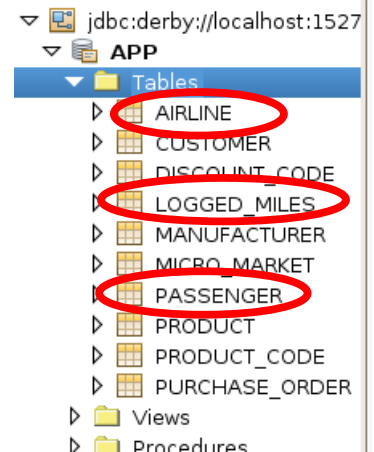 jdbc:derby://localhost:1527
APP
Tables
AIRLINE
CUSTOMER
DISCOUNT_CODE
LOGGED_MILES
MANUFACTURER
MICRO_MARKET
PASSENGER
PRODUCT
PRODUCT_CODE
PURCHASE_ORDER
Views
Procedures